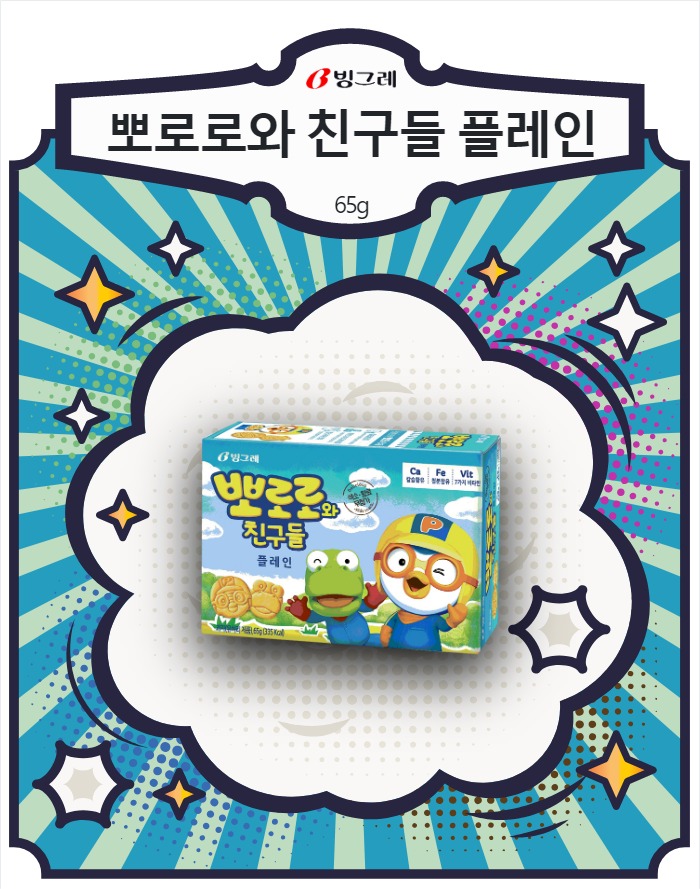 빙그레
뽀로로와 친구들 플레인
65g
빙그레
뽀로로와
친구들
플레인
Ca
칼슘함유
Fe
철분함유
Vit
7가지 비타민
P
65g (335 kcal)